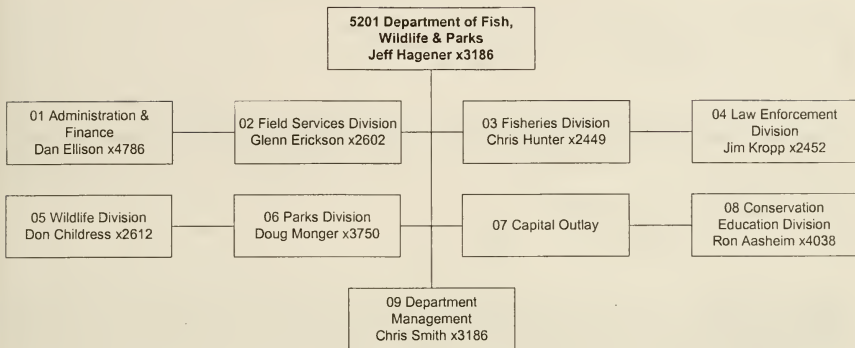 5201 Department of Fish,
Wildlife & Parks
Jeff Hagener x3186
01 Administration &
Finance
Dan Ellison x4786
02 Field Services Division
Glenn Erickson x2602
03 Fisheries Division
Chris Hunter x2449
04 Law Enforcement
Division
Jim Kropp x2452
05 Wildlife Division
Don Childress x2612
06 Parks Division
Doug Monger x3750
07 Capital Outlay
08 Conservation
Education Division
Ron Aasheim x4038
09 Department
Management
Chris Smith x3186